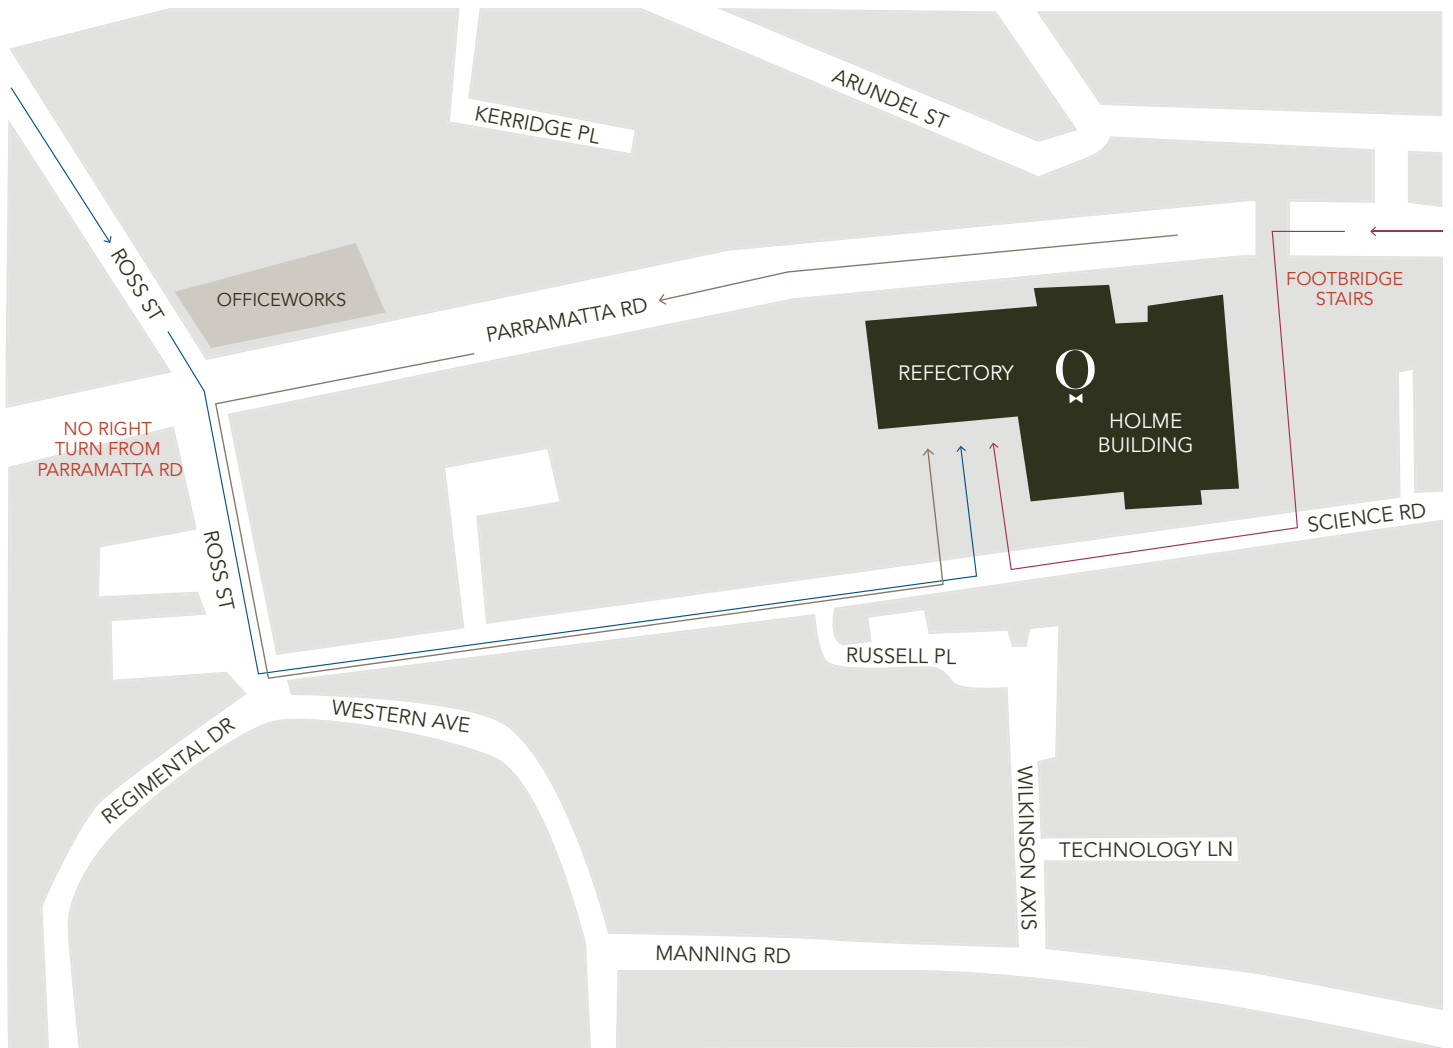 ARUNDEL ST
KERRIDGE PL
ROSS ST
OFFICEWORKS
PARRAMATTA RD
FOOTBRIDGE
STAIRS
REFECTORY
O
HOLME
BUILDING
NO RIGHT
TURN FROM
PARRAMATTA RD
SCIENCE RD
ROSS ST
RUSSELL PL
WESTERN AVE
REGIMENTAL DR
WILKINSON AXIS
TECHNOLOGY LN
MANNING RD